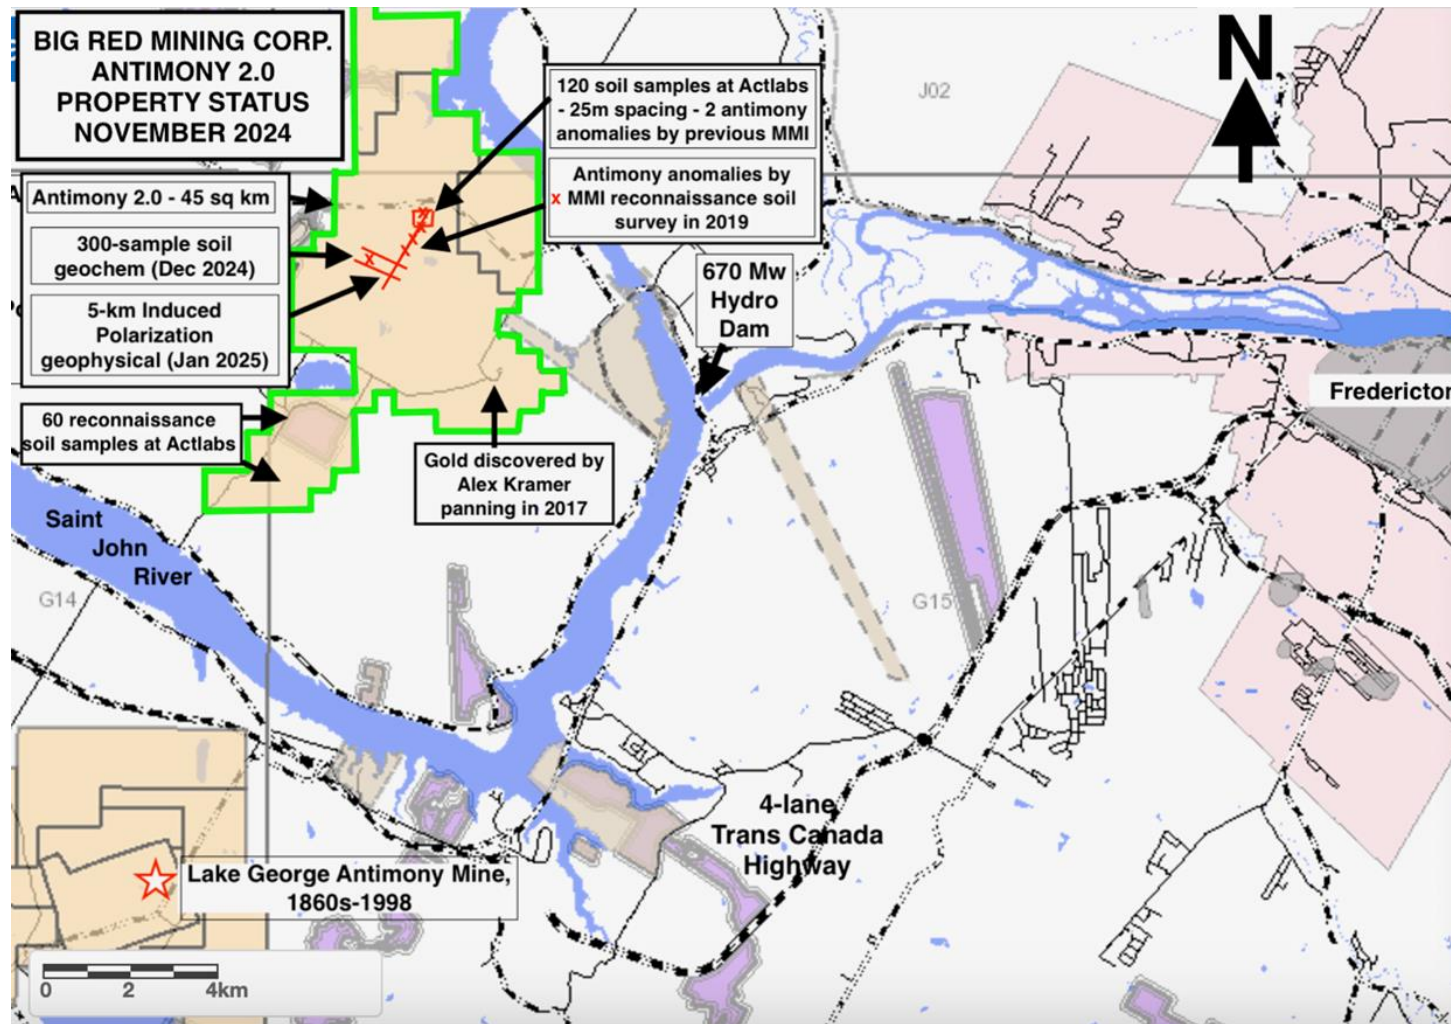 BIG RED MINING CORP.
ANTIMONY 2.0
PROPERTY STATUS
NOVEMBER 2024
N
J02
120 soil samples at Actlabs
- 25m spacing - 2 antimony
anomalies by previous MMI
Antimony anomalies by
x MMI reconnaissance soil
survey in 2019
Antimony 2.0 - 45 sq km
300-sample soil
geochem (Dec 2024)
5-km Induced
Polarization
geophysical (Jan 2025)
670 Mw
Hydro
Dam
60 reconnaissance
soil samples at Actlabs
Gold discovered by
Alex Kramer
panning in 2017
Fredericton
Saint
John
River
G14
G15
4-lane
Trans Canada
Highway
Lake George Antimony Mine,
1860s-1998
0 2 4km